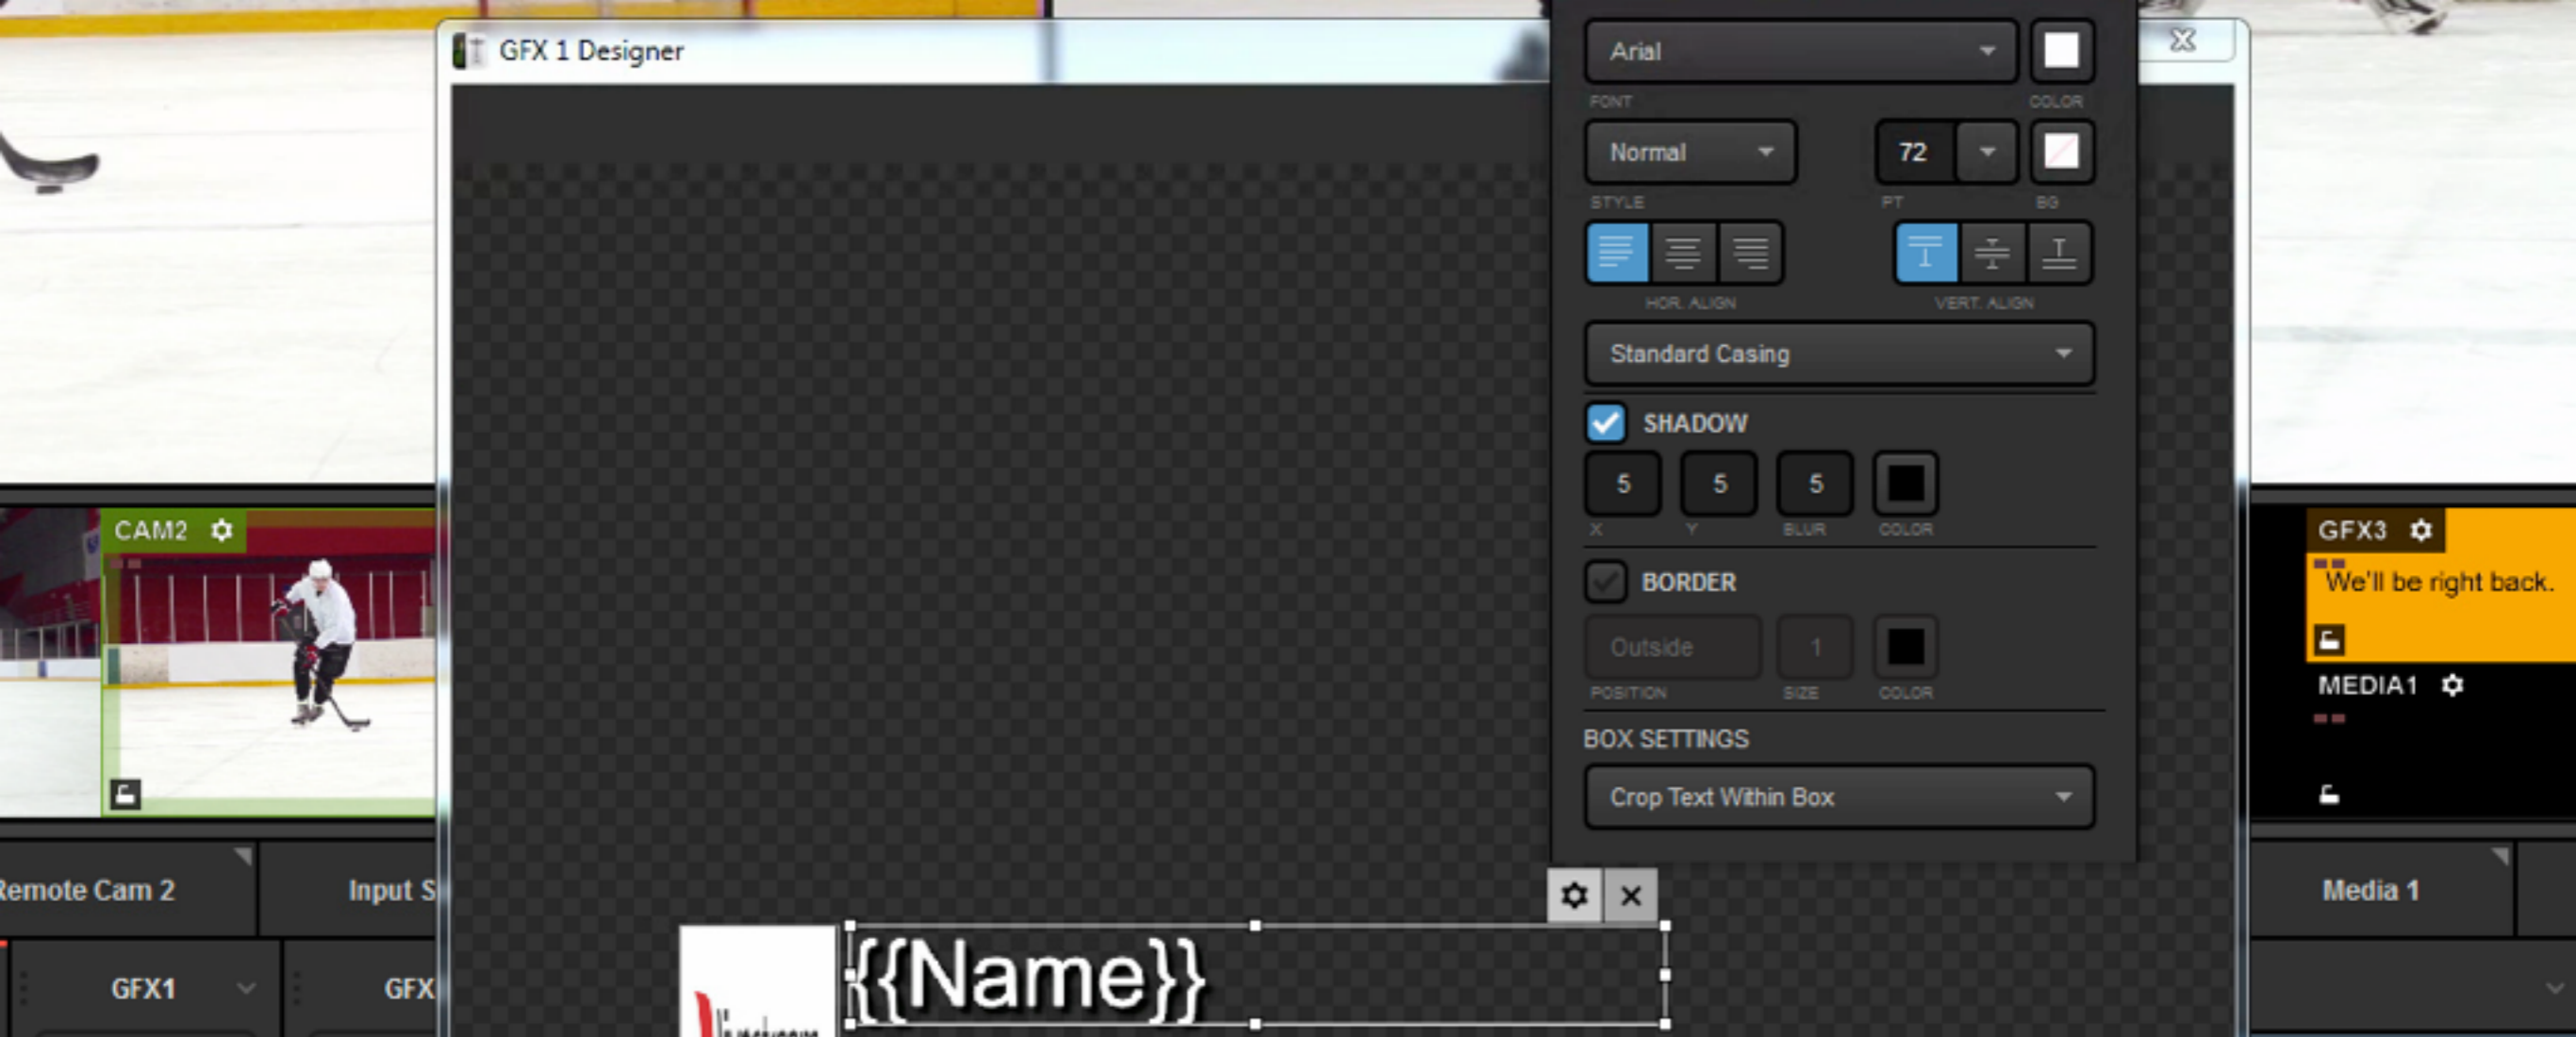 GFX 1 Designer
Arial
FONT
COLOR
Normal
72
STYLE
PT
BG
HOR. ALIGN
VERT. ALIGN
Standard Casing
SHADOW
5
5
5
X
Y
BLUR
COLOR
BORDER
Outside
1
POSITION
SIZE
COLOR
BOX SETTINGS
Crop Text Within Box
{{Name}}
CAM2
Remote Cam 2
Input S
GFX1
GFX
GFX3
We'll be right back.
MEDIA1
Media 1